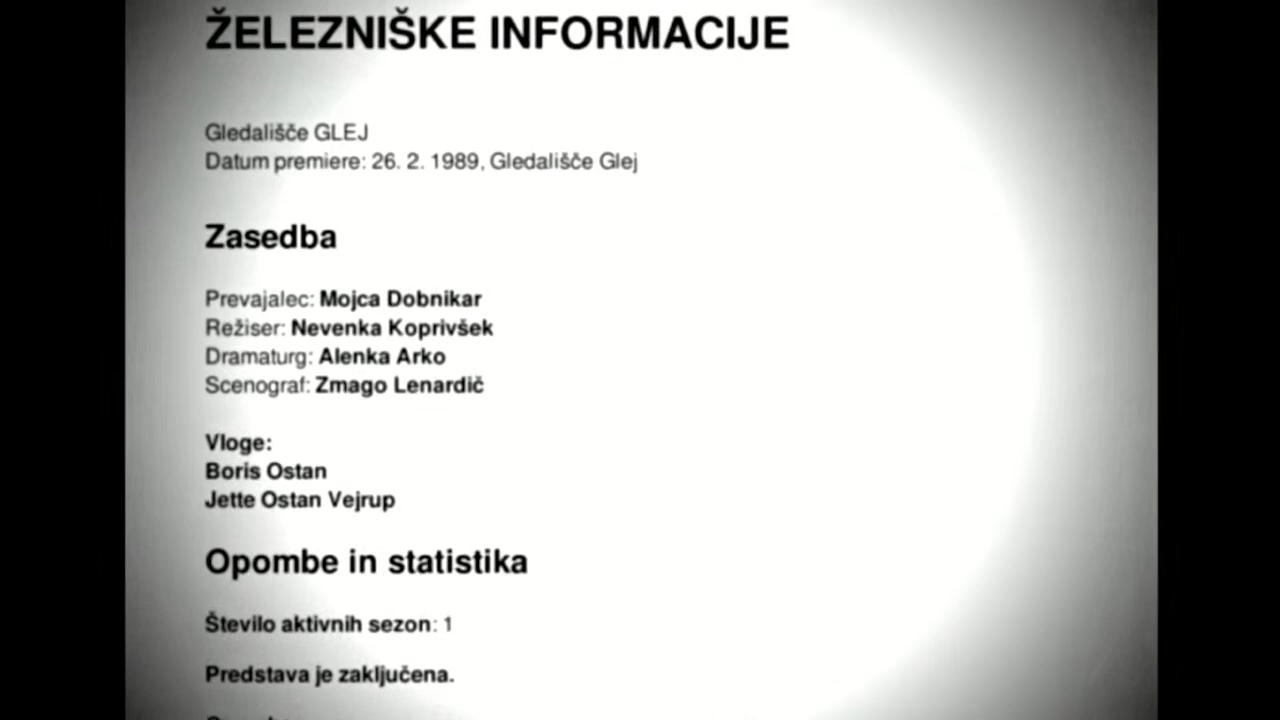 ŽELEZNIŠKE INFORMACIJE
Gledališče GLEJ
Datum premiere: 26. 2. 1989, Gledališče Glej
Zasedba
Prevajalec: Mojca Dobnikar
Režiser: Nevenka Koprivšek
Dramaturg: Alenka Arko
Scenograf: Zmago Lenardič
Vloge:
Boris Ostan
Jette Ostan Vejrup
Opombe in statistika
Število aktivnih sezon: 1
Predstava je zaključena.